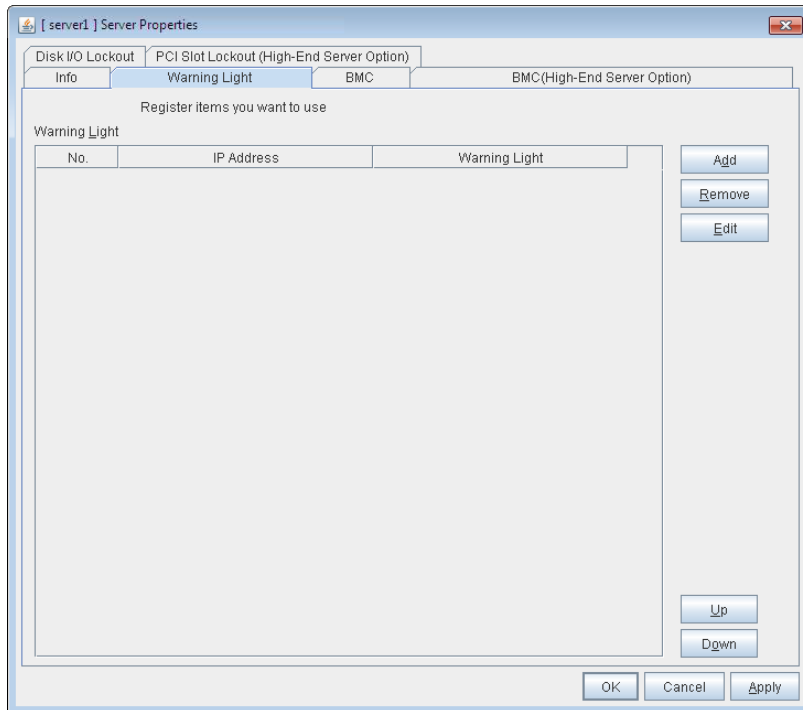 [ server1 ] Server Properties
Disk I/O Lockout PCI Slot Lockout (High-End Server Option)
Info Warning Light BMC BMC(High-End Server Option)
Register items you want to use
Warning Light
No. IP Address Warning Light
Add
Remove
Edit
Up
Down
OK Cancel Apply